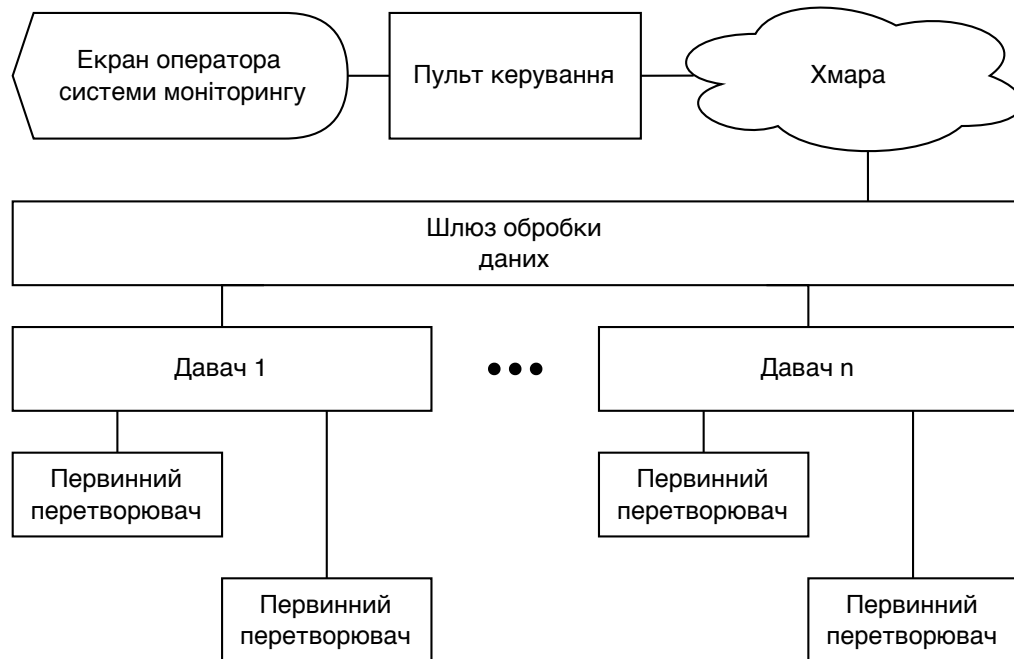 Екран оператора
системи моніторингу
Пульт керування
Хмара
Шлюз обробки
даних
Давач 1
Давач n
Первинний
перетворювач
Первинний
перетворювач
Первинний
перетворювач
Первинний
перетворювач